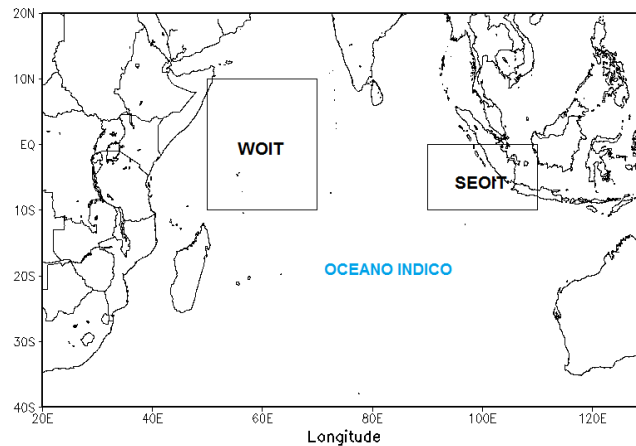 20N
10N
EQ
WOIT
SEOIT
10S
OCEANO INDICO
20S
30S
40S
20E 40E 60E 80E 100E 120E
Longitude